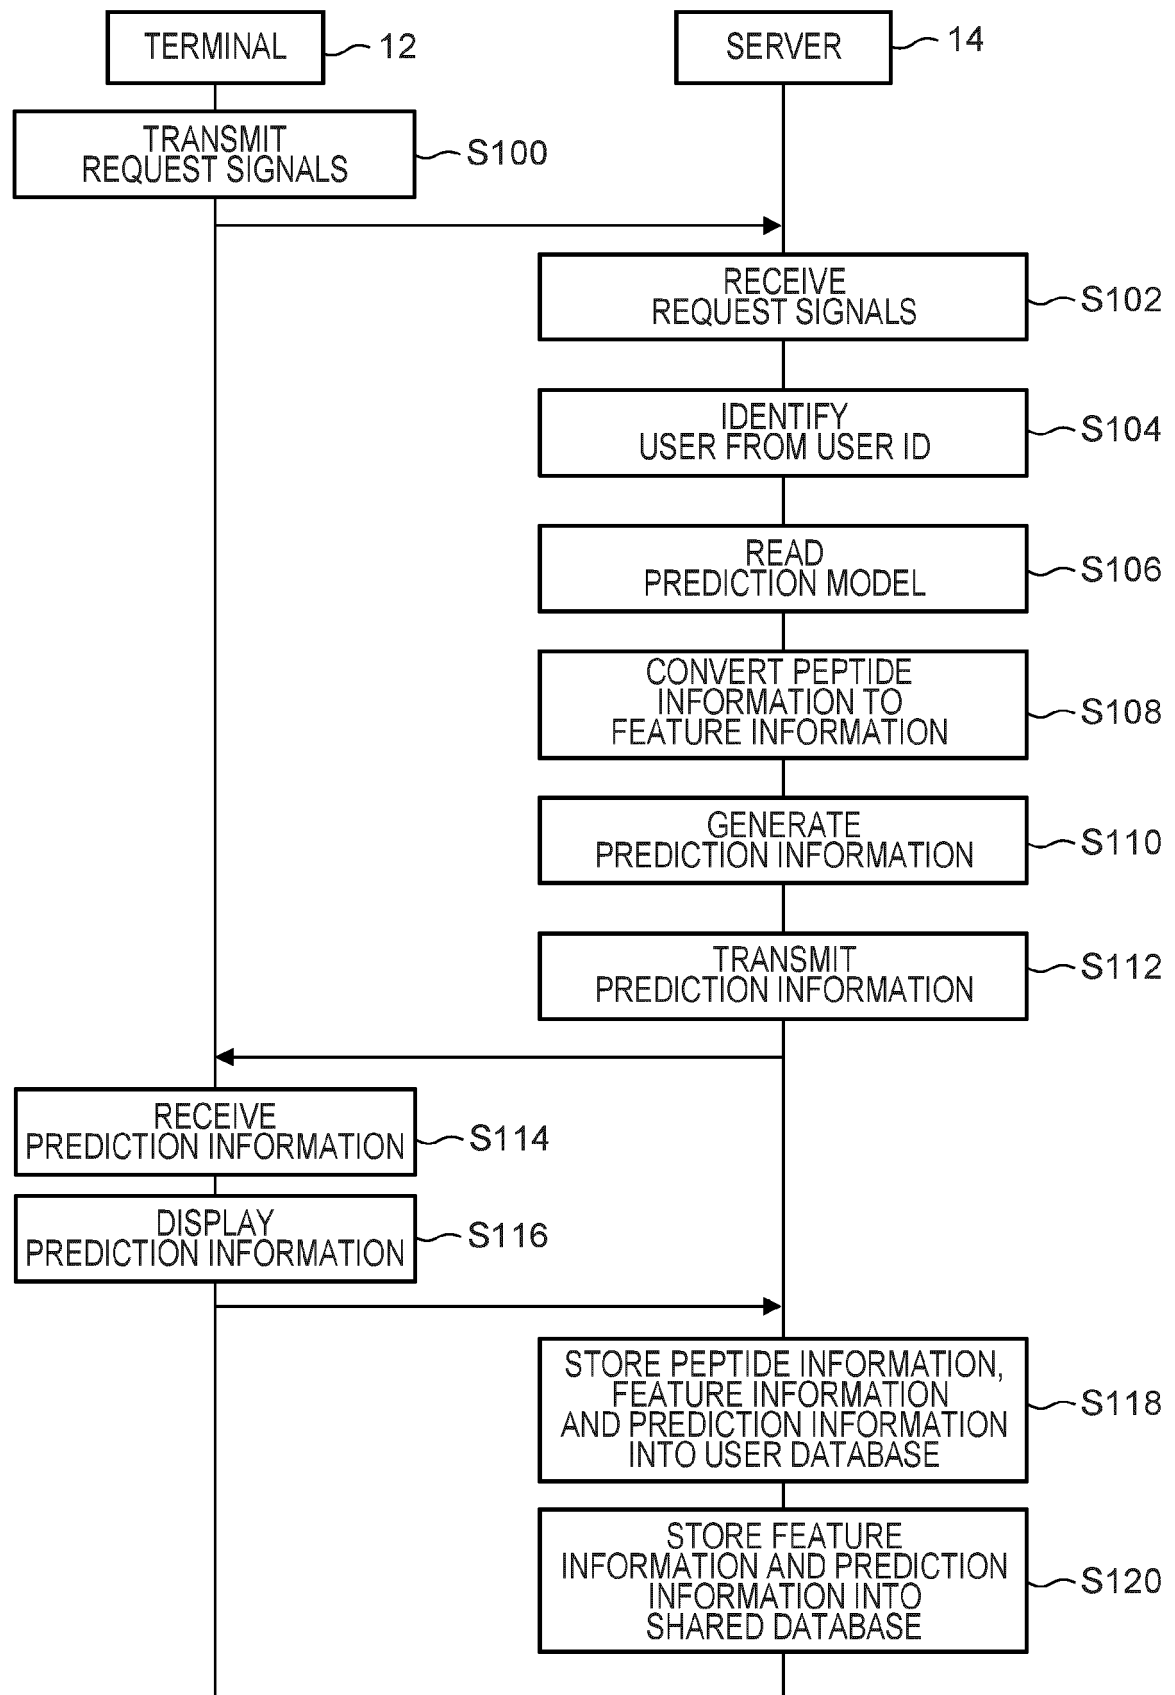 TERMINAL
12
SERVER
14
TRANSMIT
REQUEST SIGNALS
S100
RECEIVE
REQUEST SIGNALS
S102
IDENTIFY
USER FROM USER ID
S104
READ
PREDICTION MODEL
S106
CONVERT PEPTIDE
INFORMATION TO
FEATURE INFORMATION
S108
GENERATE
PREDICTION INFORMATION
S110
TRANSMIT
PREDICTION INFORMATION
S112
RECEIVE
PREDICTION INFORMATION
S114
DISPLAY
PREDICTION INFORMATION
S116
STORE PEPTIDE INFORMATION,
FEATURE INFORMATION
AND PREDICTION INFORMATION
INTO USER DATABASE
S118
STORE FEATURE
INFORMATION AND PREDICTION
INFORMATION INTO
SHARED DATABASE
S120